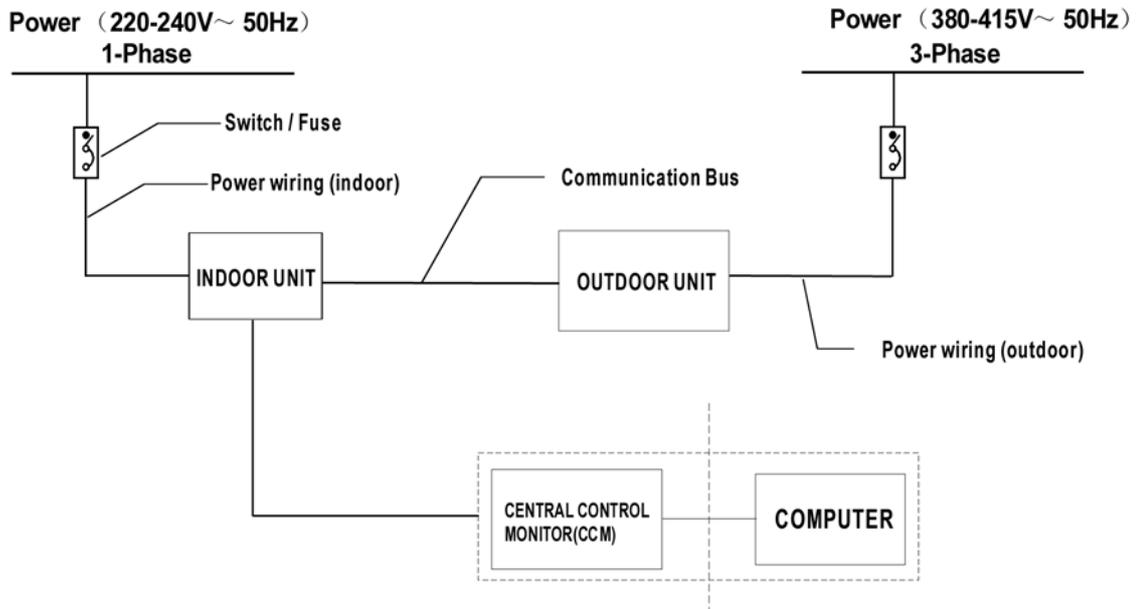 Power （220-240V～ 50Hz）
1-Phase
Power （380-415V～ 50Hz）
3-Phase
Switch / Fuse
Power wiring (indoor)
Communication Bus
INDOOR UNIT
OUTDOOR UNIT
Power wiring (outdoor)
CENTRAL CONTROL
MONITOR(CCM)
COMPUTER